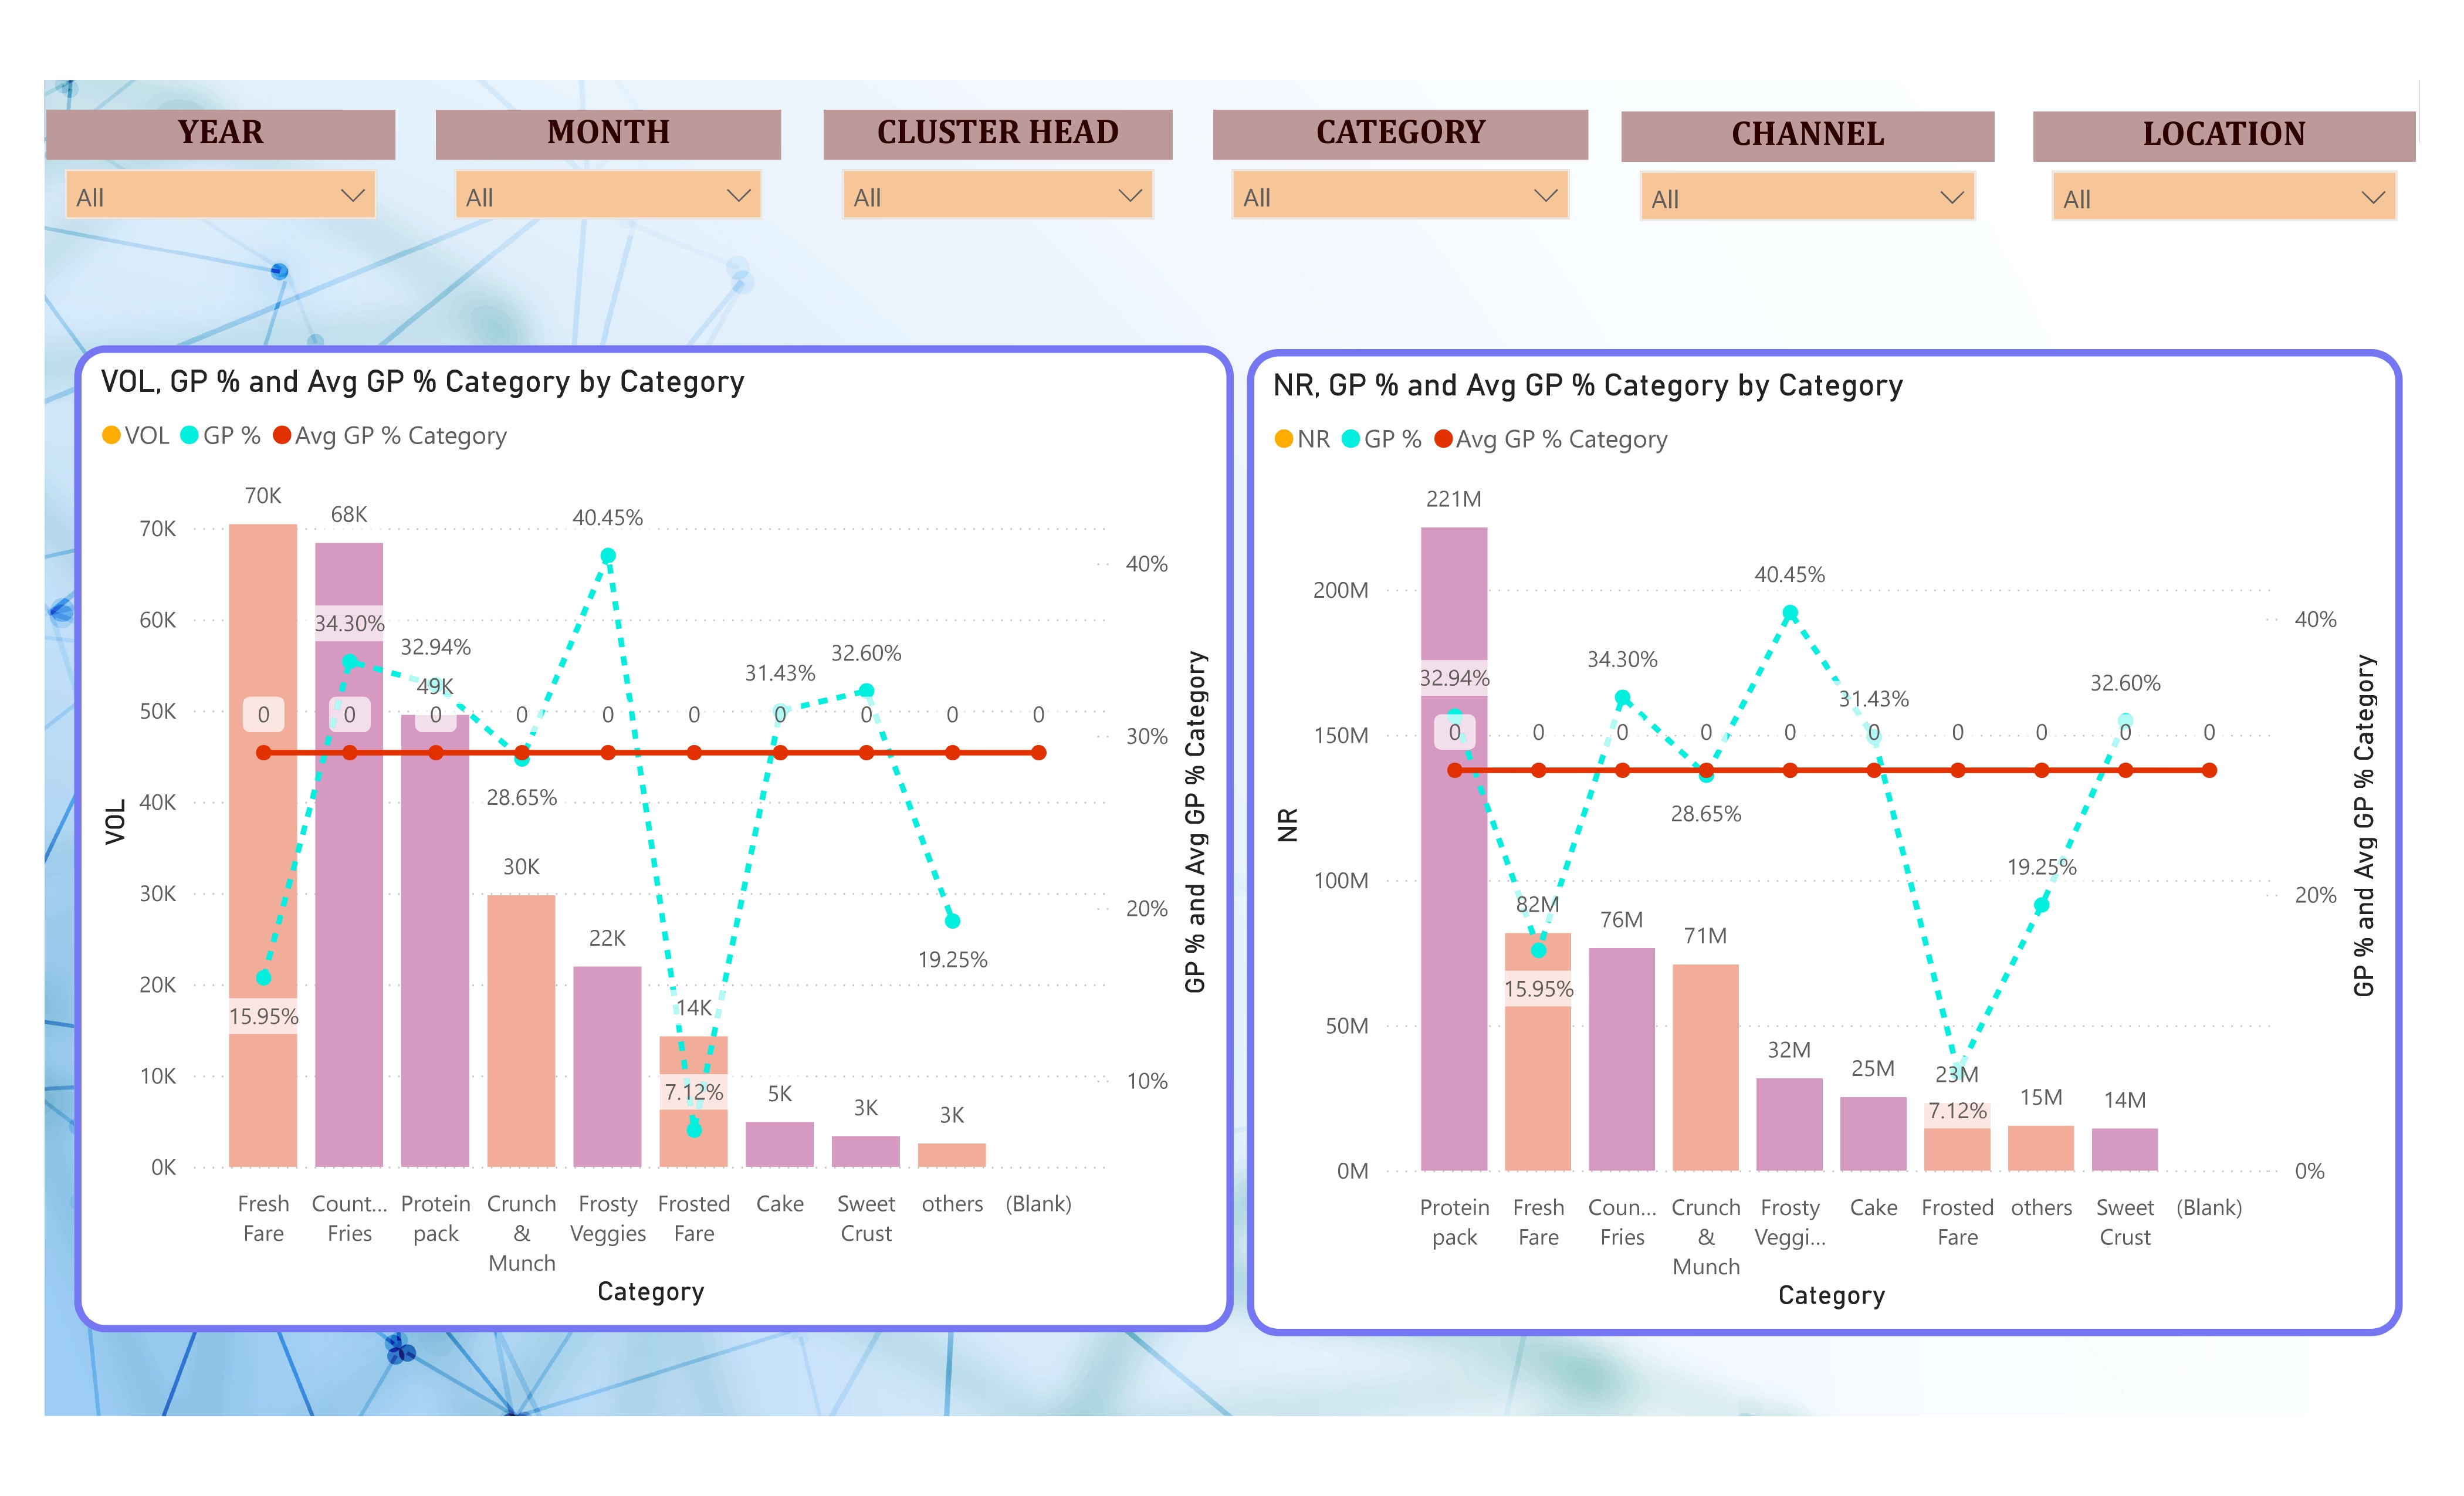 YEAR
MONTH
CLUSTER HEAD
CATEGORY
CHANNEL
LOCATION
All
All
All
All
All
All
VOL, GP % and Avg GP % Category by Category
VOL GP % Avg GP % Category
70K
60K
50K
40K
30K
20K
10K
0K
VOL
70K
68K
49K
30K
22K
14K
5K
3K
3K
15.95%
34.30%
32.94%
28.65%
40.45%
7.12%
31.43%
32.60%
19.25%
0 0 0 0 0 0 0 0 0 0
40%
30%
20%
10%
GP % and Avg GP % Category
Fresh
Fare
Count...
Fries
Protein
pack
Crunch
&
Munch
Frosty
Veggies
Frosted
Fare
Cake
Sweet
Crust
others
(Blank)
Category
NR, GP % and Avg GP % Category by Category
NR GP % Avg GP % Category
200M
150M
100M
50M
0M
NR
221M
82M
76M
71M
32M
25M
23M
15M
14M
32.94%
15.95%
34.30%
28.65%
40.45%
31.43%
7.12%
19.25%
32.60%
0 0 0 0 0 0 0 0 0 0
40%
20%
0%
GP % and Avg GP % Category
Protein
pack
Fresh
Fare
Coun...
Fries
Crunch
&
Munch
Frosty
Veggi...
Cake
Frosted
Fare
others
Sweet
Crust
(Blank)
Category